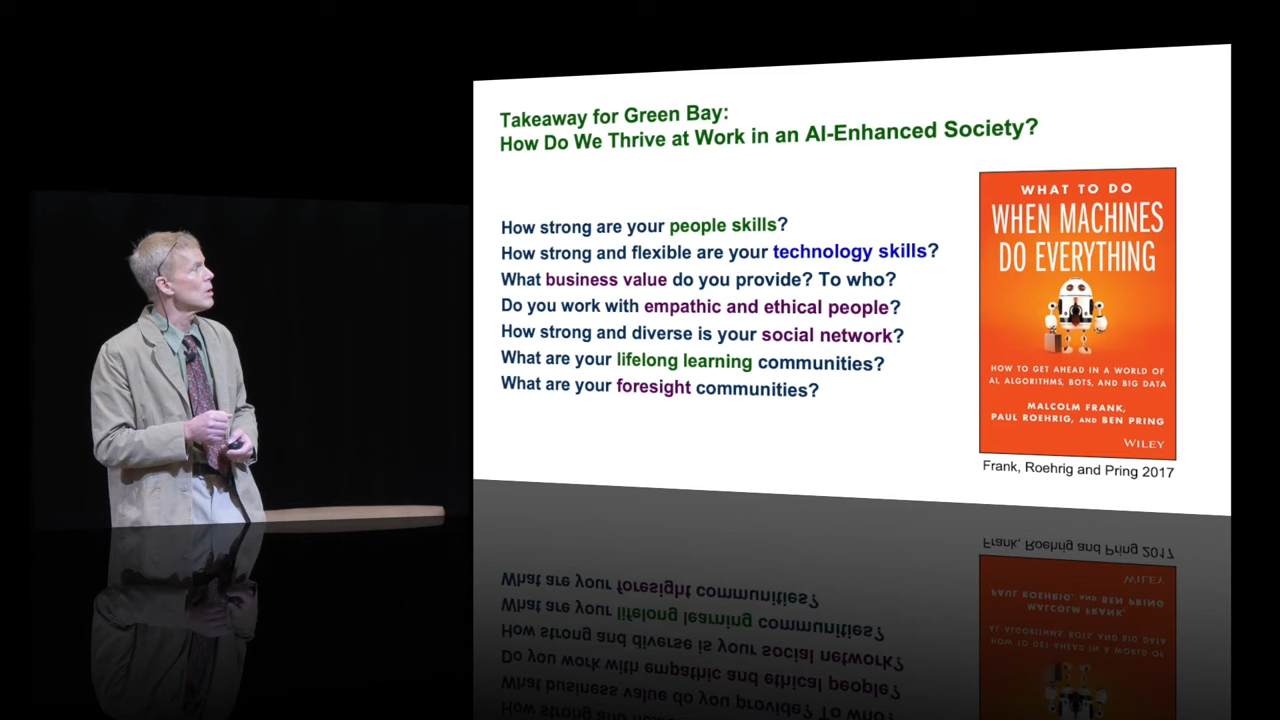 Takeaway for Green Bay:
How Do We Thrive at Work in an AI-Enhanced Society?
How strong are your people skills?
How strong and flexible are your technology skills?
What business value do you provide? To who?
Do you work with empathic and ethical people?
How strong and diverse is your social network?
What are your lifelong learning communities?
What are your foresight communities?
WHAT TO DO
WHEN MACHINES
DO EVERYTHING
HOW TO GET AHEAD IN A WORLD OF
AI, ALGORITHMS, BOTS, AND BIG DATA
MALCOLM FRANK,
PAUL ROEHRIG, AND BEN PRING
WILEY
Frank, Roehrig and Pring 2017